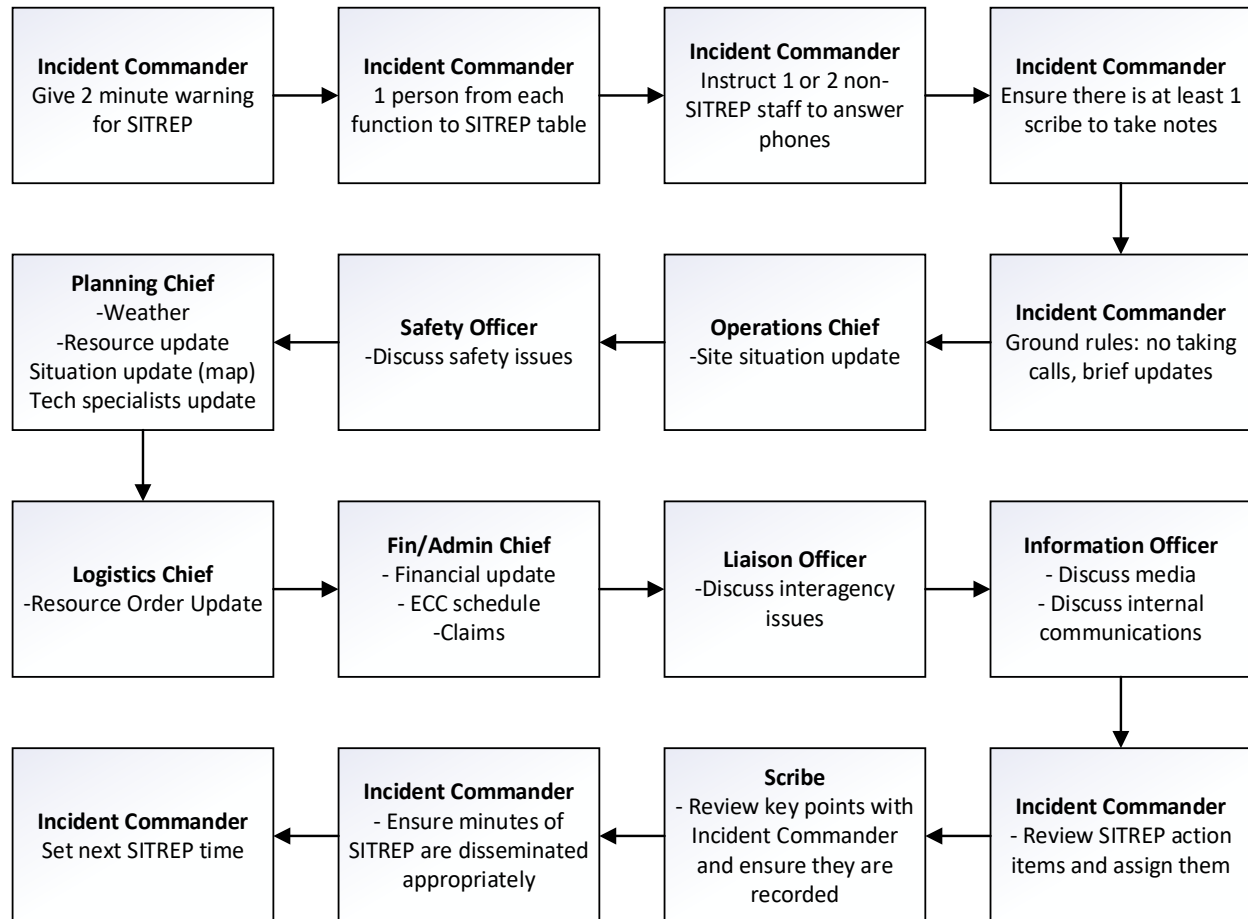 Incident Commander
Give 2 minute warning
for SITREP
Incident Commander
1 person from each
function to SITREP table
Incident Commander
Instruct 1 or 2 non-
SITREP staff to answer
phones
Incident Commander
Ensure there is at least 1
scribe to take notes
Incident Commander
Ground rules: no taking
calls, brief updates
Operations Chief
-Site situation update
Safety Officer
-Discuss safety issues
Planning Chief
-Weather
-Resource update
Situation update (map)
Tech specialists update
Logistics Chief
-Resource Order Update
Fin/Admin Chief
- Financial update
- ECC schedule
-Claims
Liaison Officer
-Discuss interagency
issues
Information Officer
- Discuss media
- Discuss internal
communications
Incident Commander
- Review SITREP action
items and assign them
Scribe
- Review key points with
Incident Commander
and ensure they are
recorded
Incident Commander
- Ensure minutes of
SITREP are disseminated
appropriately
Incident Commander
Set next SITREP time